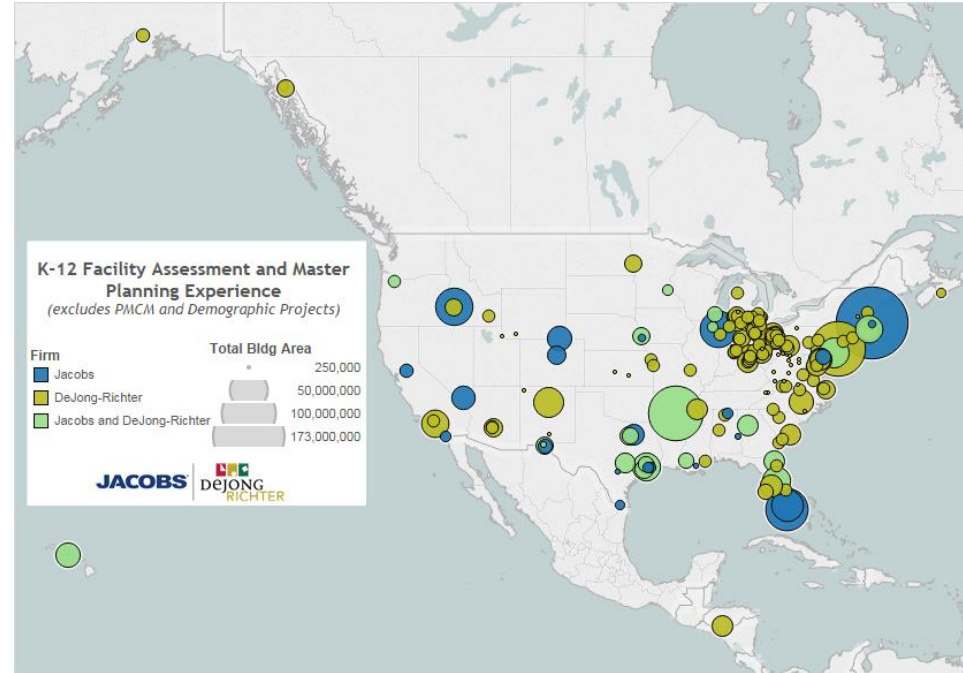 K-12 Facility Assessment and Master
Planning Experience
(excludes PMCM and Demographic Projects)
Firm
Jacobs
DeJong-Richter
Jacobs and DeJong-Richter
Total Bldg Area
250,000
50,000,000
100,000,000
173,000,000
JACOBS
DEJONG
RICHTER